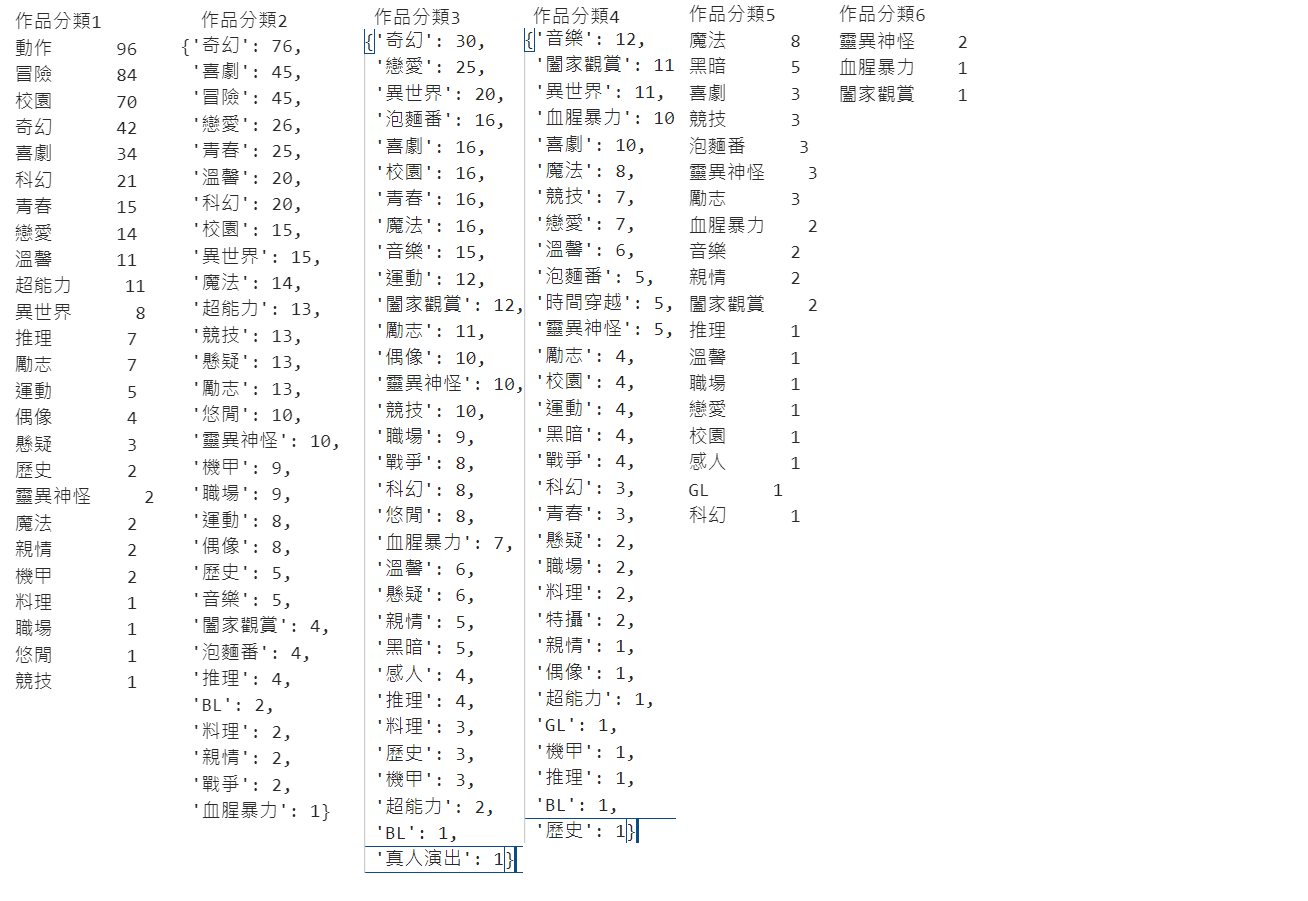 作品分類1
動作 96
冒險 84
校園 70
奇幻 42
喜劇 34
科幻 21
青春 15
戀愛 14
溫馨 11
超能力 11
異世界 8
推理 7
勵志 7
運動 5
偶像 4
懸疑 3
歷史 2
靈異神怪 2
魔法 2
親情 2
機甲 2
料理 1
職場 1
悠閒 1
競技 1
作品分類2
{'奇幻': 76,
'喜劇': 45,
'冒險': 45,
'戀愛': 26,
'青春': 25,
'溫馨': 20,
'科幻': 20,
'校園': 15,
'異世界': 15,
'魔法': 14,
'超能力': 13,
'競技': 13,
'懸疑': 13,
'勵志': 13,
'悠閒': 10,
'靈異神怪': 10,
'機甲': 9,
'職場': 9,
'運動': 8,
'偶像': 8,
'歷史': 5,
'音樂': 5,
'闔家觀賞': 4,
'泡麵番': 4,
'推理': 4,
'BL': 2,
'料理': 2,
'親情': 2,
'戰爭': 2,
'血腥暴力': 1}
作品分類3
{'奇幻': 30,
'戀愛': 25,
'異世界': 20,
'泡麵番': 16,
'喜劇': 16,
'校園': 16,
'青春': 16,
'魔法': 16,
'音樂': 15,
'運動': 12,
'闔家觀賞': 12,
'勵志': 11,
'偶像': 10,
'靈異神怪': 10,
'競技': 10,
'職場': 9,
'戰爭': 8,
'科幻': 8,
'悠閒': 8,
'血腥暴力': 7,
'溫馨': 6,
'懸疑': 6,
'親情': 5,
'黑暗': 5,
'感人': 4,
'推理': 4,
'料理': 3,
'歷史': 3,
'機甲': 3,
'超能力': 2,
'BL': 1,
'真人演出': 1}
作品分類4
{'音樂': 12,
'闔家觀賞': 11
'異世界': 11,
'血腥暴力': 10
'喜劇': 10,
'魔法': 8,
'競技': 7,
'戀愛': 7,
'溫馨': 6,
'泡麵番': 5,
'時間穿越': 5,
'靈異神怪': 5,
'勵志': 4,
'校園': 4,
'運動': 4,
'黑暗': 4,
'戰爭': 4,
'科幻': 3,
'青春': 3,
'懸疑': 2,
'職場': 2,
'料理': 2,
'特攝': 2,
'親情': 1,
'偶像': 1,
'超能力': 1,
'GL': 1,
'機甲': 1,
'推理': 1,
'BL': 1,
'歷史': 1}
作品分類5
魔法 8
黑暗 5
喜劇 3
競技 3
泡麵番 3
靈異神怪 3
勵志 3
血腥暴力 2
音樂 2
親情 2
闔家觀賞 2
推理 1
溫馨 1
職場 1
戀愛 1
校園 1
感人 1
GL 1
科幻 1
作品分類6
靈異神怪 2
血腥暴力 1
闔家觀賞 1